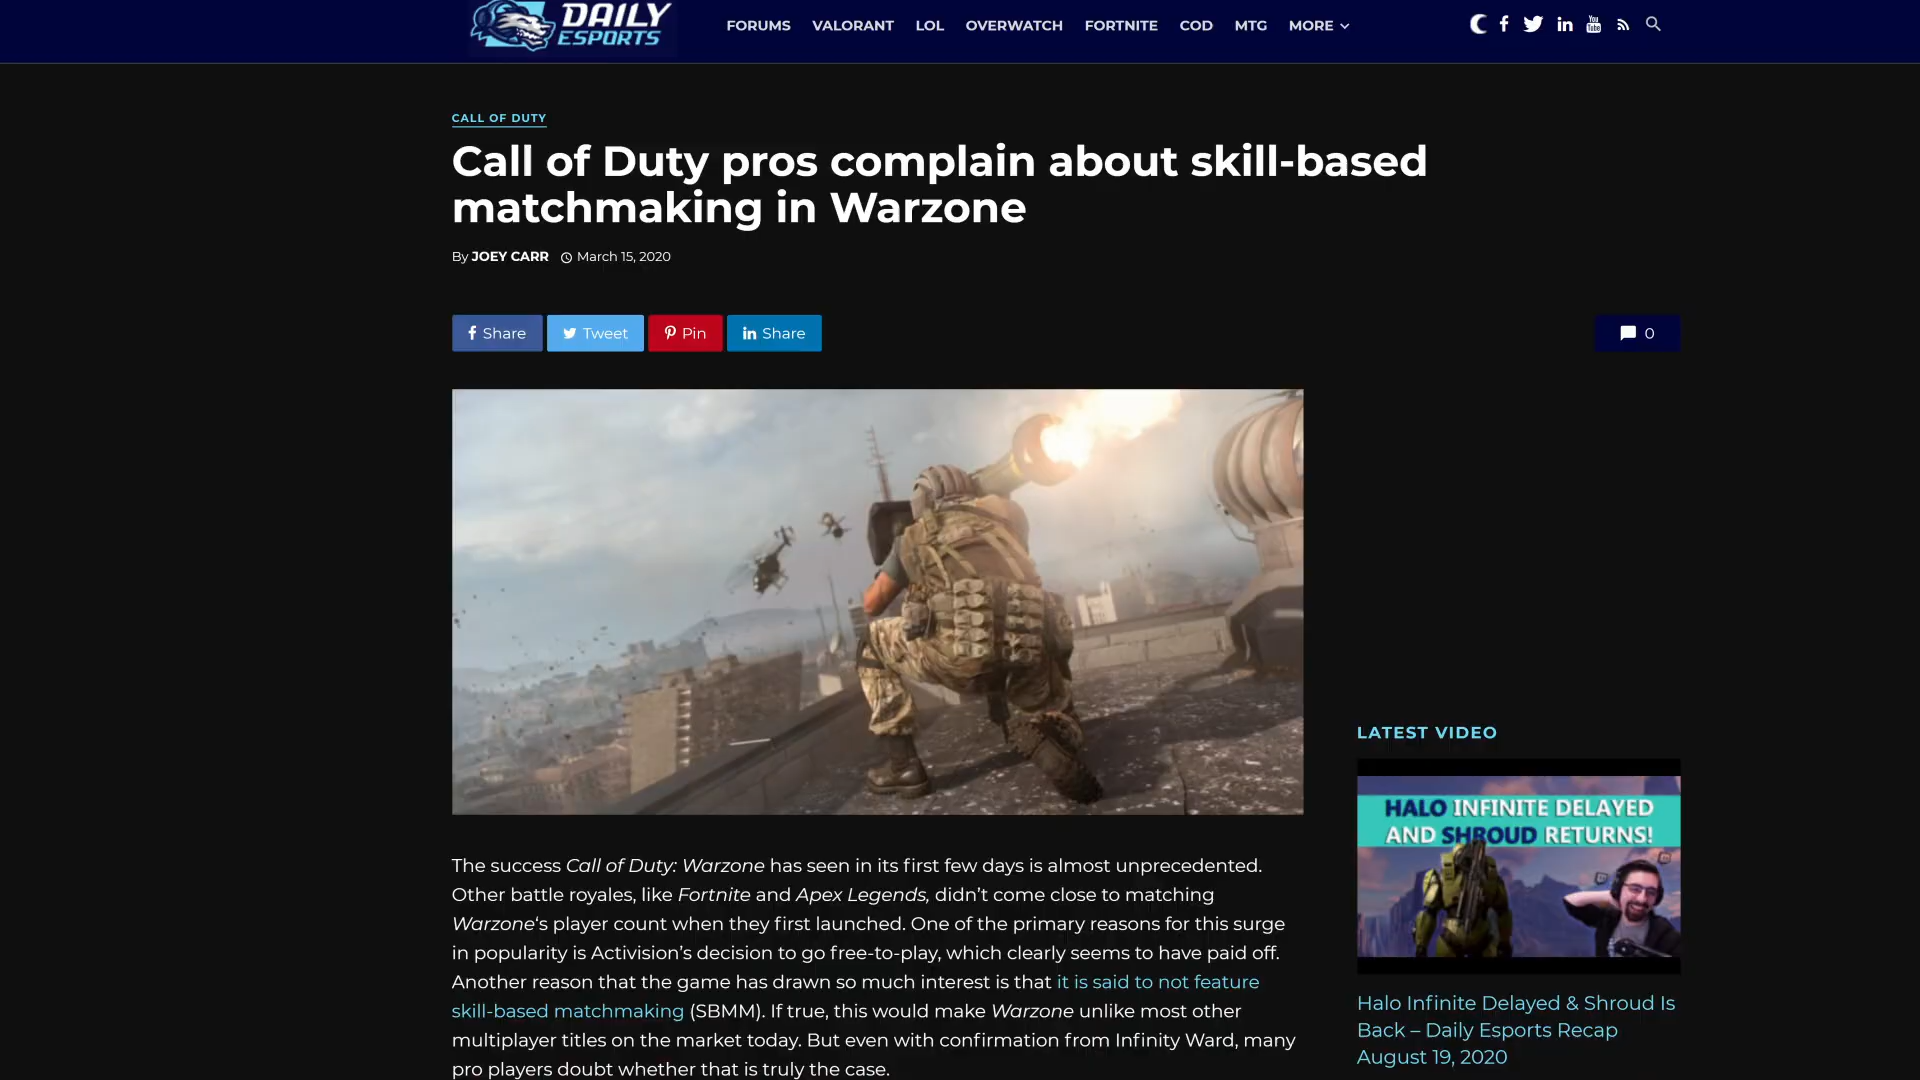 DAILY
ESPORTS
FORUMS VALORANT LOL OVERWATCH FORTNITE COD MTG MORE
CALL OF DUTY
Call of Duty pros complain about skill-based
matchmaking in Warzone
By JOEY CARR March 15, 2020
Share Tweet Pin Share
0
The success Call of Duty: Warzone has seen in its first few days is almost unprecedented.
Other battle royales, like Fortnite and Apex Legends, didn’t come close to matching
Warzone‘s player count when they first launched. One of the primary reasons for this surge
in popularity is Activision’s decision to go free-to-play, which clearly seems to have paid off.
Another reason that the game has drawn so much interest is that it is said to not feature
skill-based matchmaking (SBMM). If true, this would make Warzone unlike most other
multiplayer titles on the market today. But even with confirmation from Infinity Ward, many
pro players doubt whether that is truly the case.
LATEST VIDEO
HALO INFINITE DELAYED
AND SHROUD RETURNS!
Halo Infinite Delayed & Shroud Is
Back – Daily Esports Recap
August 19, 2020